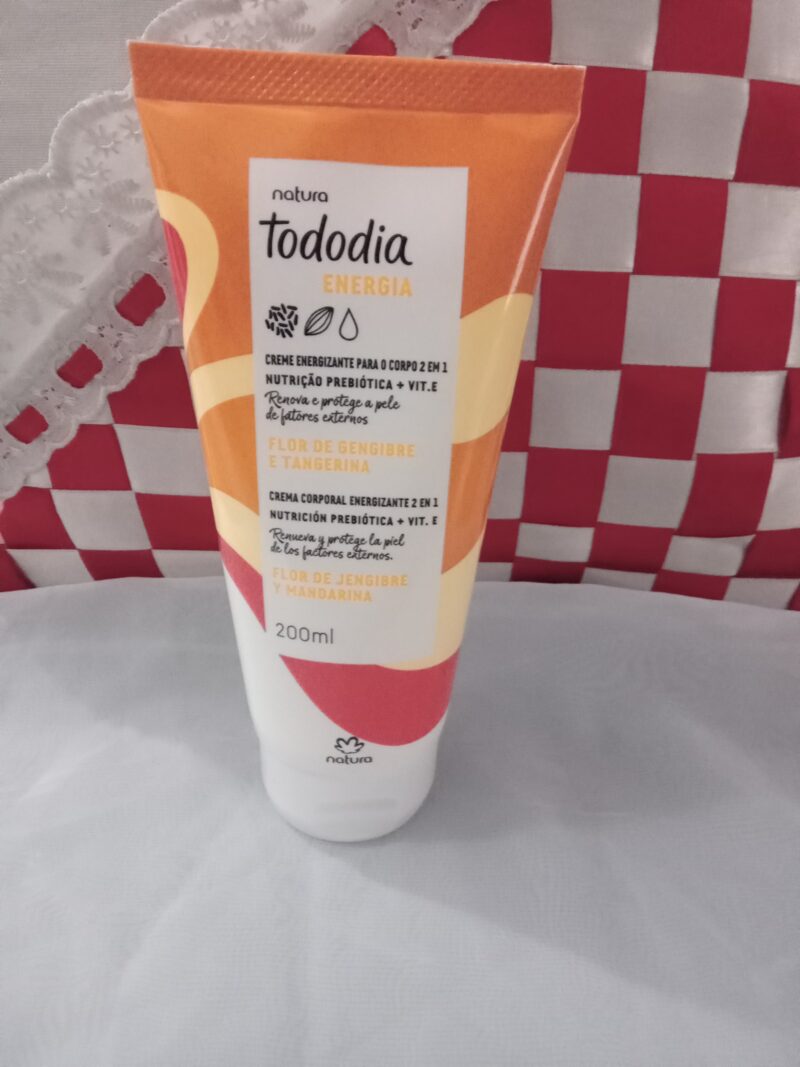 natura
Tododia
ENERGIA
CREME ENERGIZANTE PARA O CORPO 2 EM 1
NUTRIÇÃO PREBIÓTICA + VIT.E
Renova e protege a pele
de fatores externos
FLOR DE GENGIBRE
E TANGERINA
CREMA CORPORAL ENERGIZANTE 2 EN 1
NUTRICIÓN PREBIÓTICA + VIT. E
Renueva y protege la piel
de los factores externos.
FLOR DE JENGIBRE
Y MANDARINA
200ml
natura